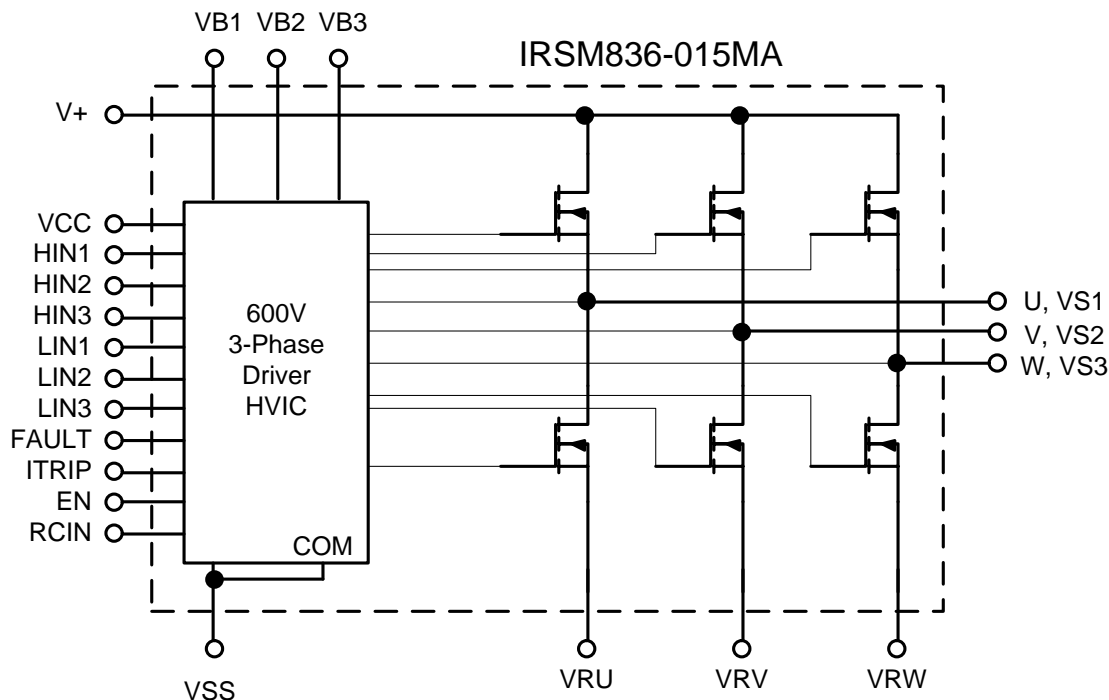 VB1 VB2 VB3
IRSM836-015MA
V+
VCC
HIN1
HIN2
HIN3
LIN1
LIN2
LIN3
FAULT
ITRIP
EN
RCIN
600V
3-Phase
Driver
HVIC
COM
U, VS1
V, VS2
W, VS3
VSS
VRU
VRV
VRW